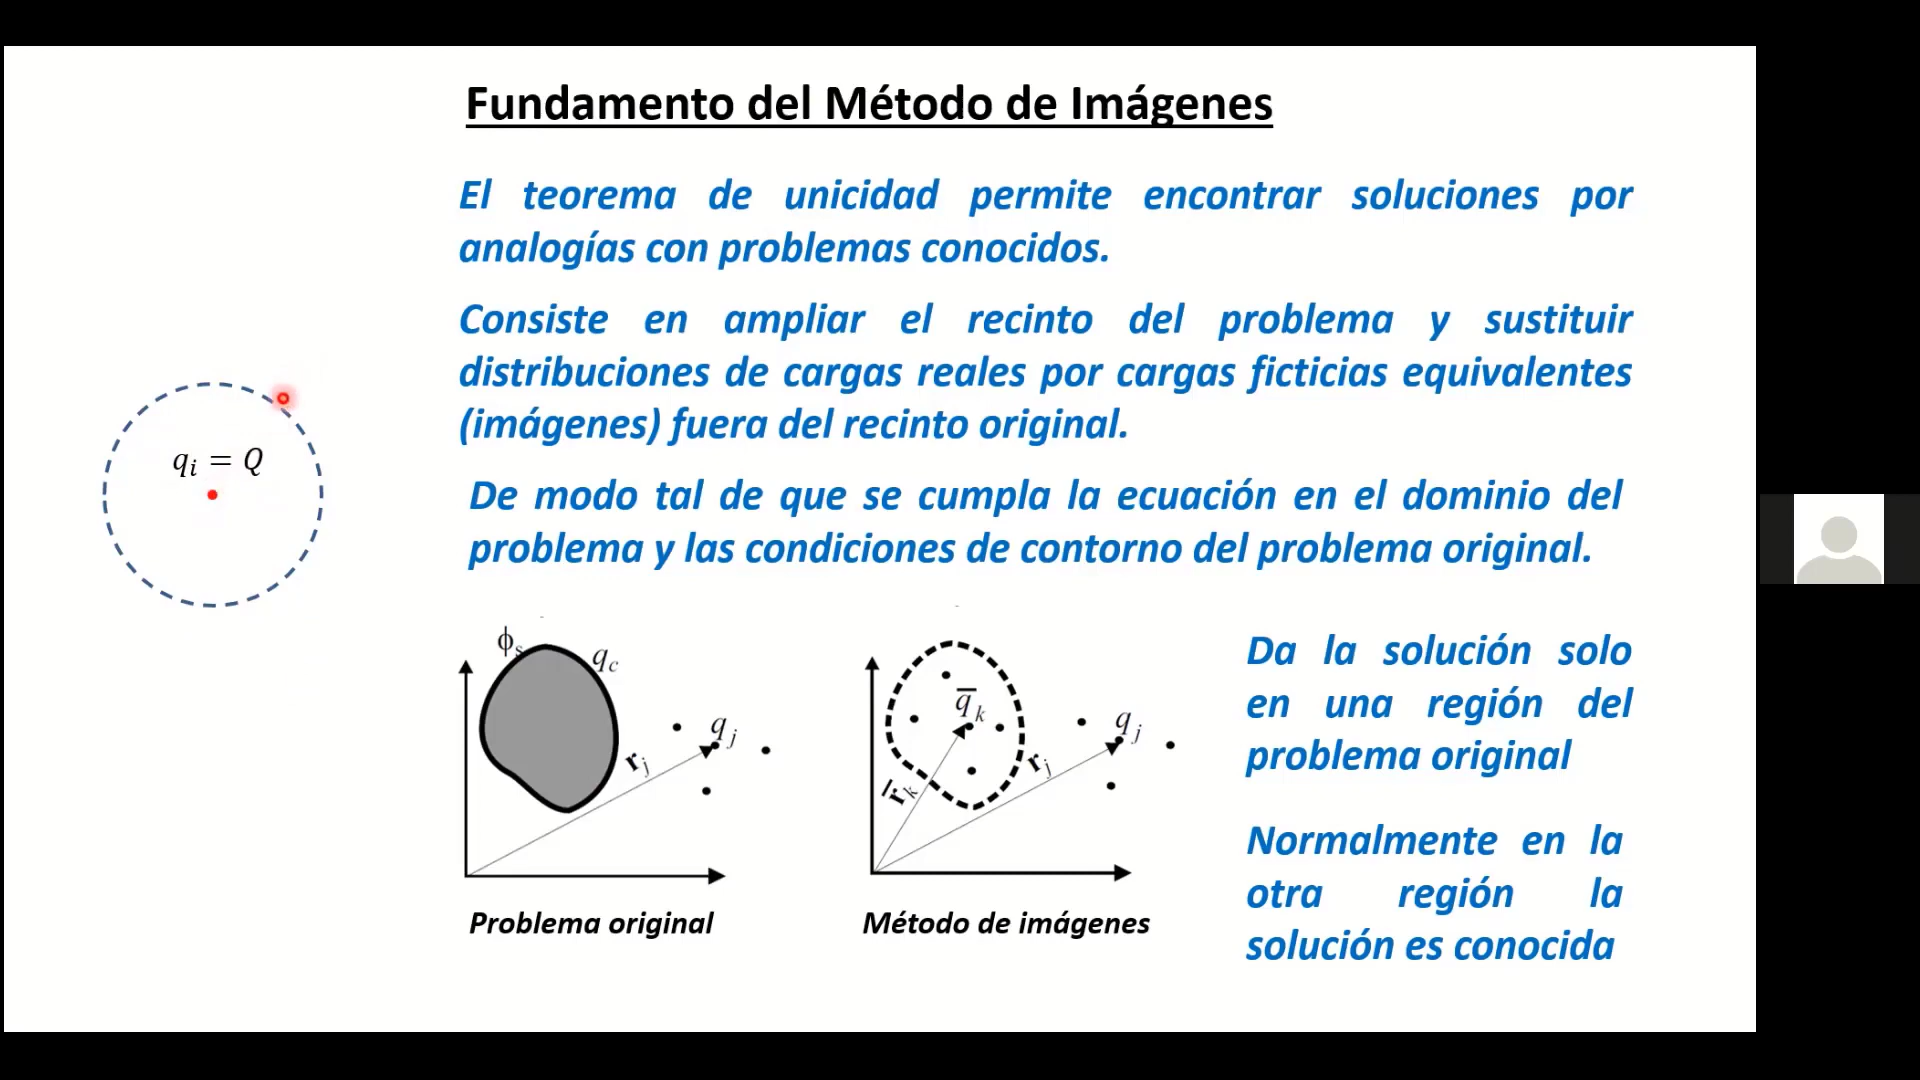 Fundamento del Método de Imágenes
El teorema de unicidad permite encontrar soluciones por
analogías con problemas conocidos.
Consiste en ampliar el recinto del problema y sustituir
distribuciones de cargas reales por cargas ficticias equivalentes
(imágenes) fuera del recinto original.
De modo tal de que se cumpla la ecuación en el dominio del
problema y las condiciones de contorno del problema original.
qᵢ = Q
ϕₛ
q_c
q_j
r_j
Problema original
q̅_k
q_j
r_j
r̅_k
Método de imágenes
Da la solución solo
en una región del
problema original
Normalmente en la
otra región la
solución es conocida